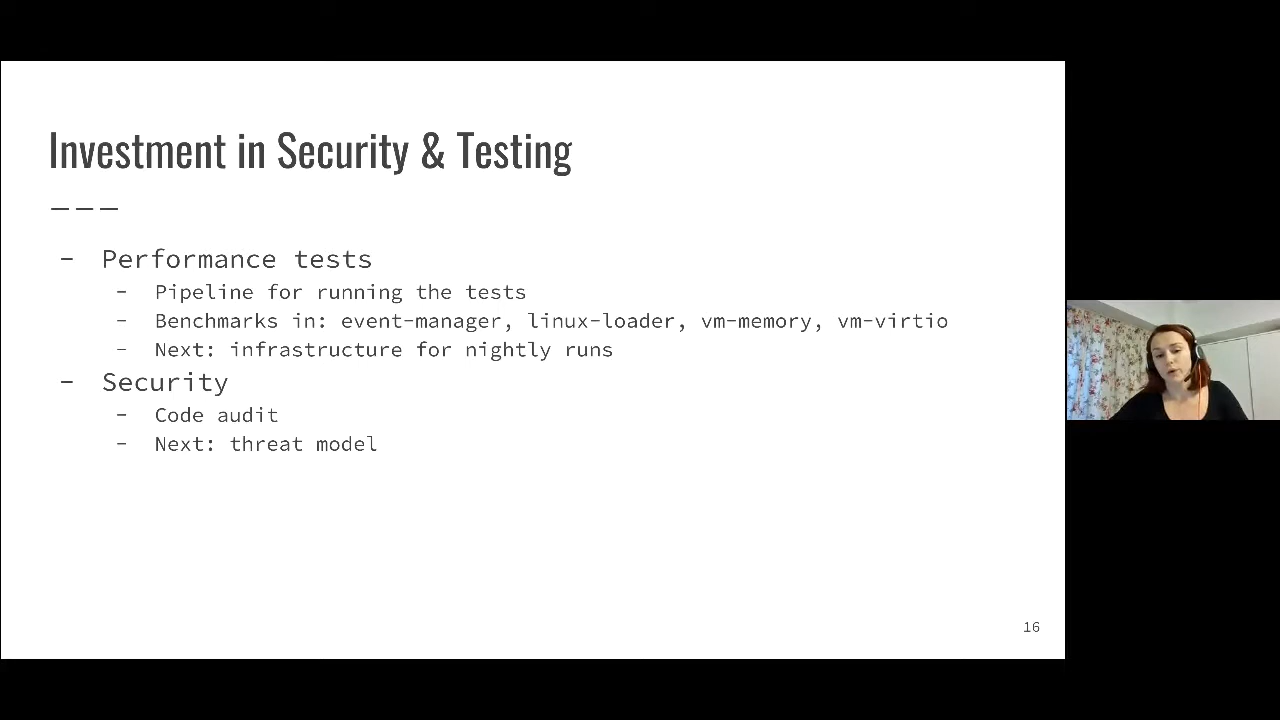 Investment in Security & Testing
- Performance tests
- Pipeline for running the tests
- Benchmarks in: event-manager, linux-loader, vm-memory, vm-virtio
- Next: infrastructure for nightly runs
- Security
- Code audit
- Next: threat model
16